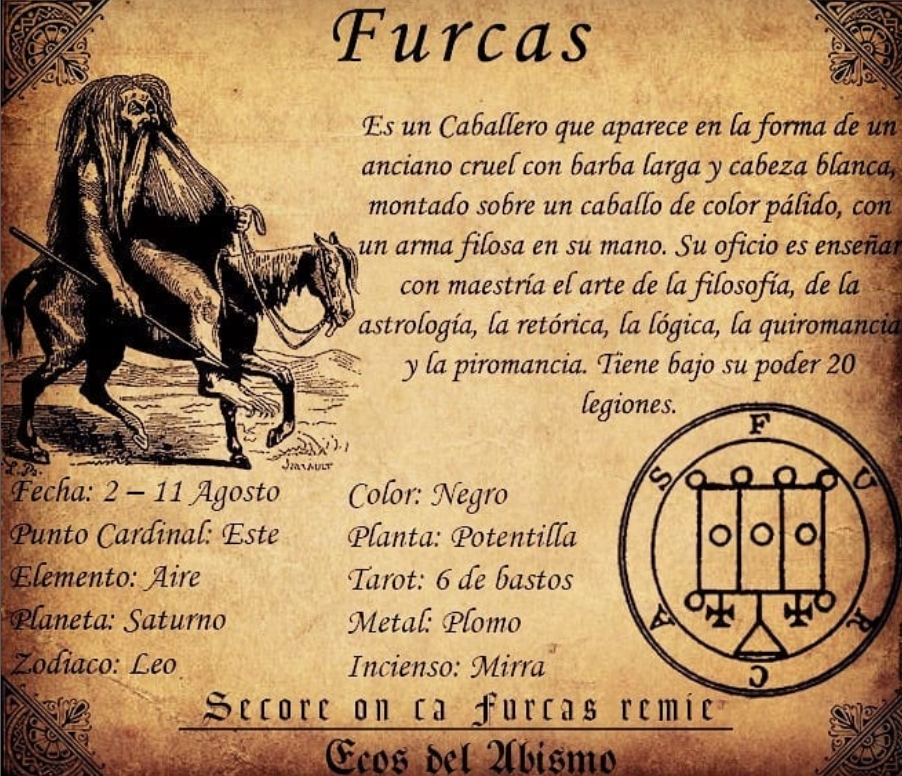 Furcas
Es un Caballero que aparece en la forma de un
anciano cruel con barba larga y cabeza blanca,
montado sobre un caballo de color pálido, con
un arma filosa en su mano. Su oficio es enseñar
con maestría el arte de la filosofía, de la
astrología, la retórica, la lógica, la quiromancia
y la piromancia. Tiene bajo su poder 20
legiones.
Fecha: 2 – 11 Agosto
Punto Cardinal: Este
Elemento: Aire
Planeta: Saturno
Zodiaco: Leo
Color: Negro
Planta: Potentilla
Tarot: 6 de bastos
Metal: Plomo
Incienso: Mirra
F U R C A S
Secore on ca Furcas remie
Ecos del Abismo